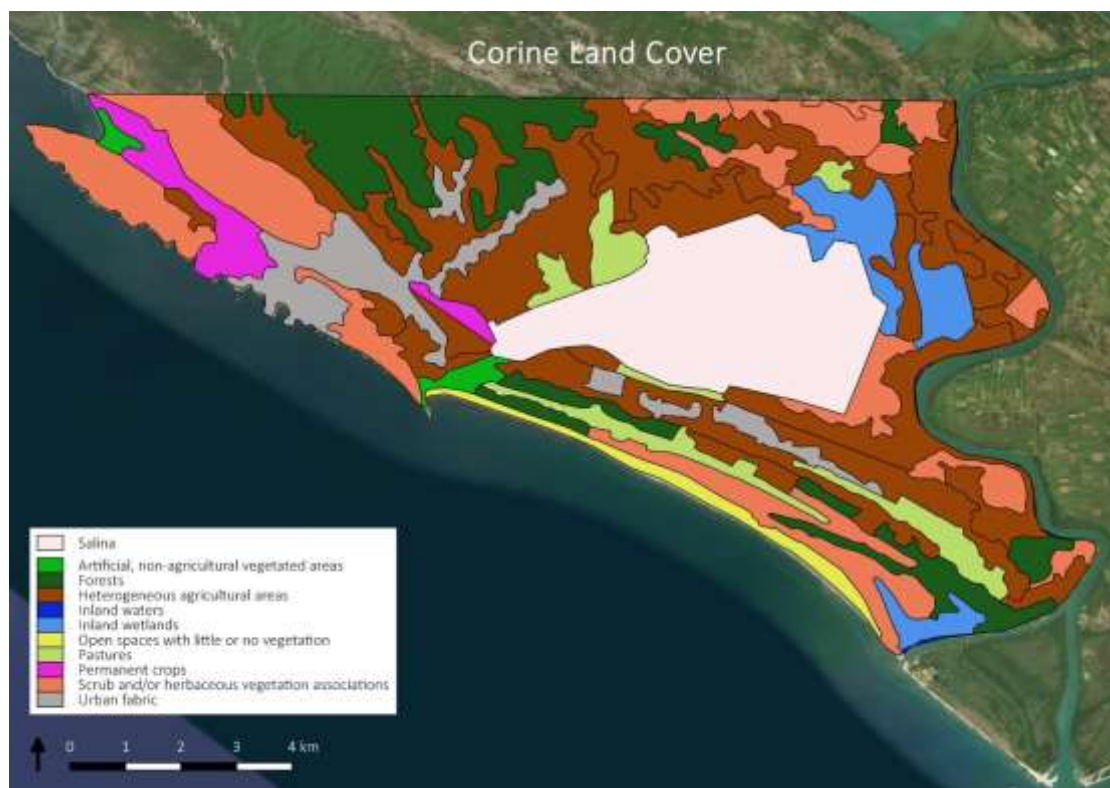 Corine Land Cover
Salina
Artificial, non-agricultural vegetated areas
Forests
Heterogeneous agricultural areas
Inland waters
Inland wetlands
Open spaces with little or no vegetation
Pastures
Permanent crops
Scrub and/or herbaceous vegetation associations
Urban fabric
0 1 2 3 4 km